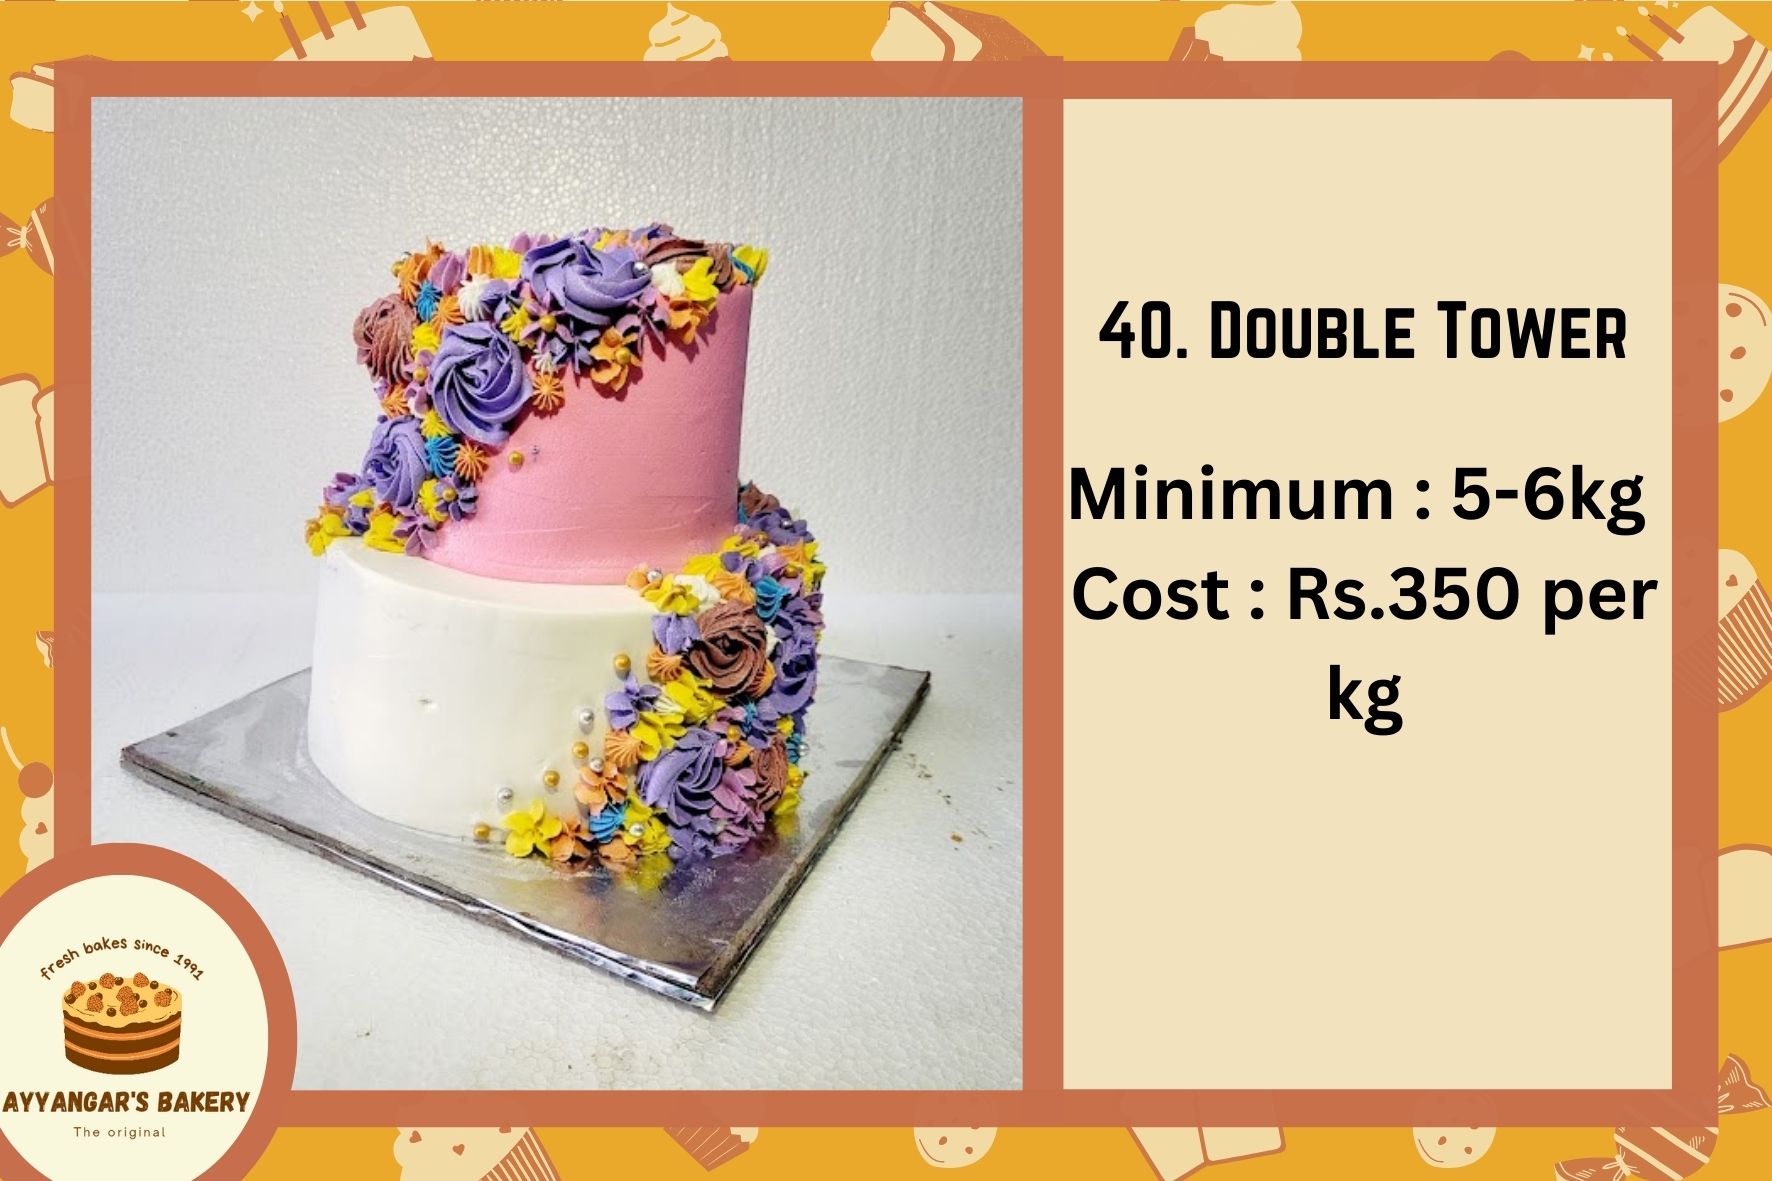 40. DOUBLE TOWER
Minimum : 5-6kg
Cost : Rs.350 per
kg
fresh bakes since 1991
AYYANGAR'S BAKERY
The original